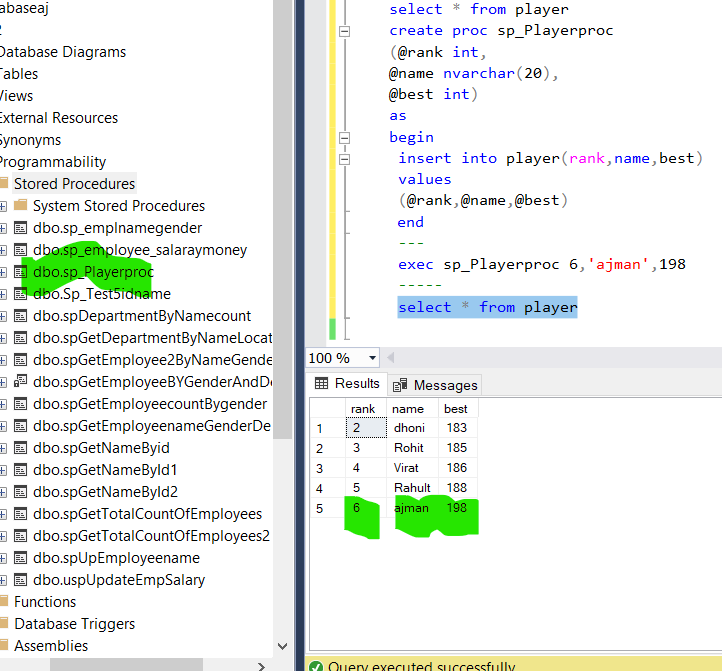 abaseaj
2
Database Diagrams
Tables
Views
External Resources
Synonyms
Programmability
Stored Procedures
System Stored Procedures
dbo.sp_emplnamegender
dbo.sp_employee_salaraymoney
dbo.sp_Playerproc
dbo.Sp_Test5idname
dbo.spDepartmentByNamecount
dbo.spGetDepartmentByNameLocat
dbo.spGetEmployee2ByNameGende
dbo.spGetEmployeeBYGenderAndDe
dbo.spGetEmployeecountBygender
dbo.spGetEmployeenameGenderDe
dbo.spGetNameByid
dbo.spGetNameById1
dbo.spGetNameById2
dbo.spGetTotalCountOfEmployees
dbo.spGetTotalCountOfEmployees2
dbo.spUpEmployeename
dbo.uspUpdateEmpSalary
Functions
Database Triggers
Assemblies
select * from player
create proc sp_Playerproc
(@rank int,
@name nvarchar(20),
@best int)
as
begin
insert into player(rank,name,best)
values
(@rank,@name,@best)
end
---
exec sp_Playerproc 6,'ajman',198
-----
select * from player
100 %
Results Messages
rank name best
1 2 dhoni 183
2 3 Rohit 185
3 4 Virat 186
4 5 Rahult 188
5 6 ajman 198
Query executed successfully